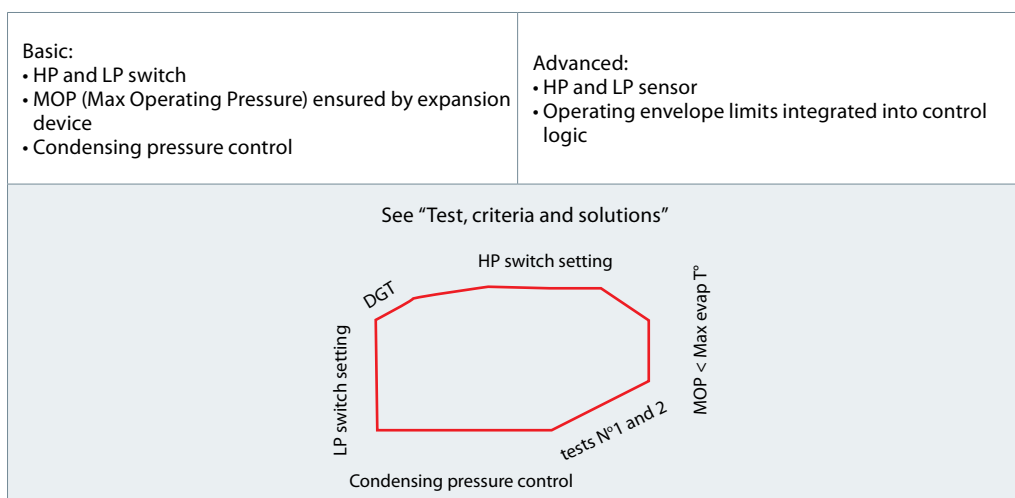 Basic:
• HP and LP switch
• MOP (Max Operating Pressure) ensured by expansion
device
• Condensing pressure control
Advanced:
• HP and LP sensor
• Operating envelope limits integrated into control
logic
See “Test, criteria and solutions”
HP switch setting
DGT
LP switch setting
MOP < Max evap T°
tests N°1 and 2
Condensing pressure control